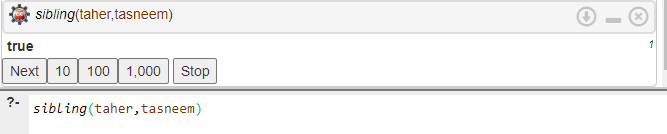 sibling(taher,tasneem)
true 1
Next 10 100 1,000 Stop
?- sibling(taher,tasneem)